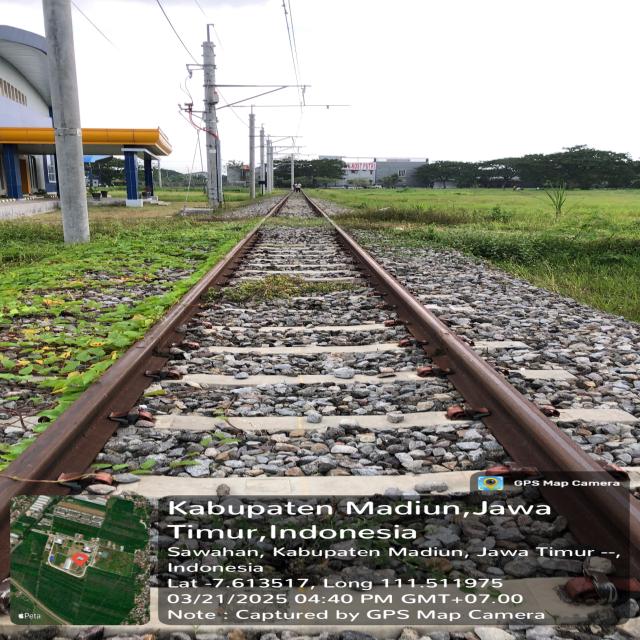 GPS Map Camera
Kabupaten Madiun,Jawa
Timur,Indonesia
Sawahan, Kabupaten Madiun, Jawa Timur --,
Indonesia
Lat -7.613517, Long 111.511975
03/21/2025 04:40 PM GMT+07.00
Note : Captured by GPS Map Camera
Peta